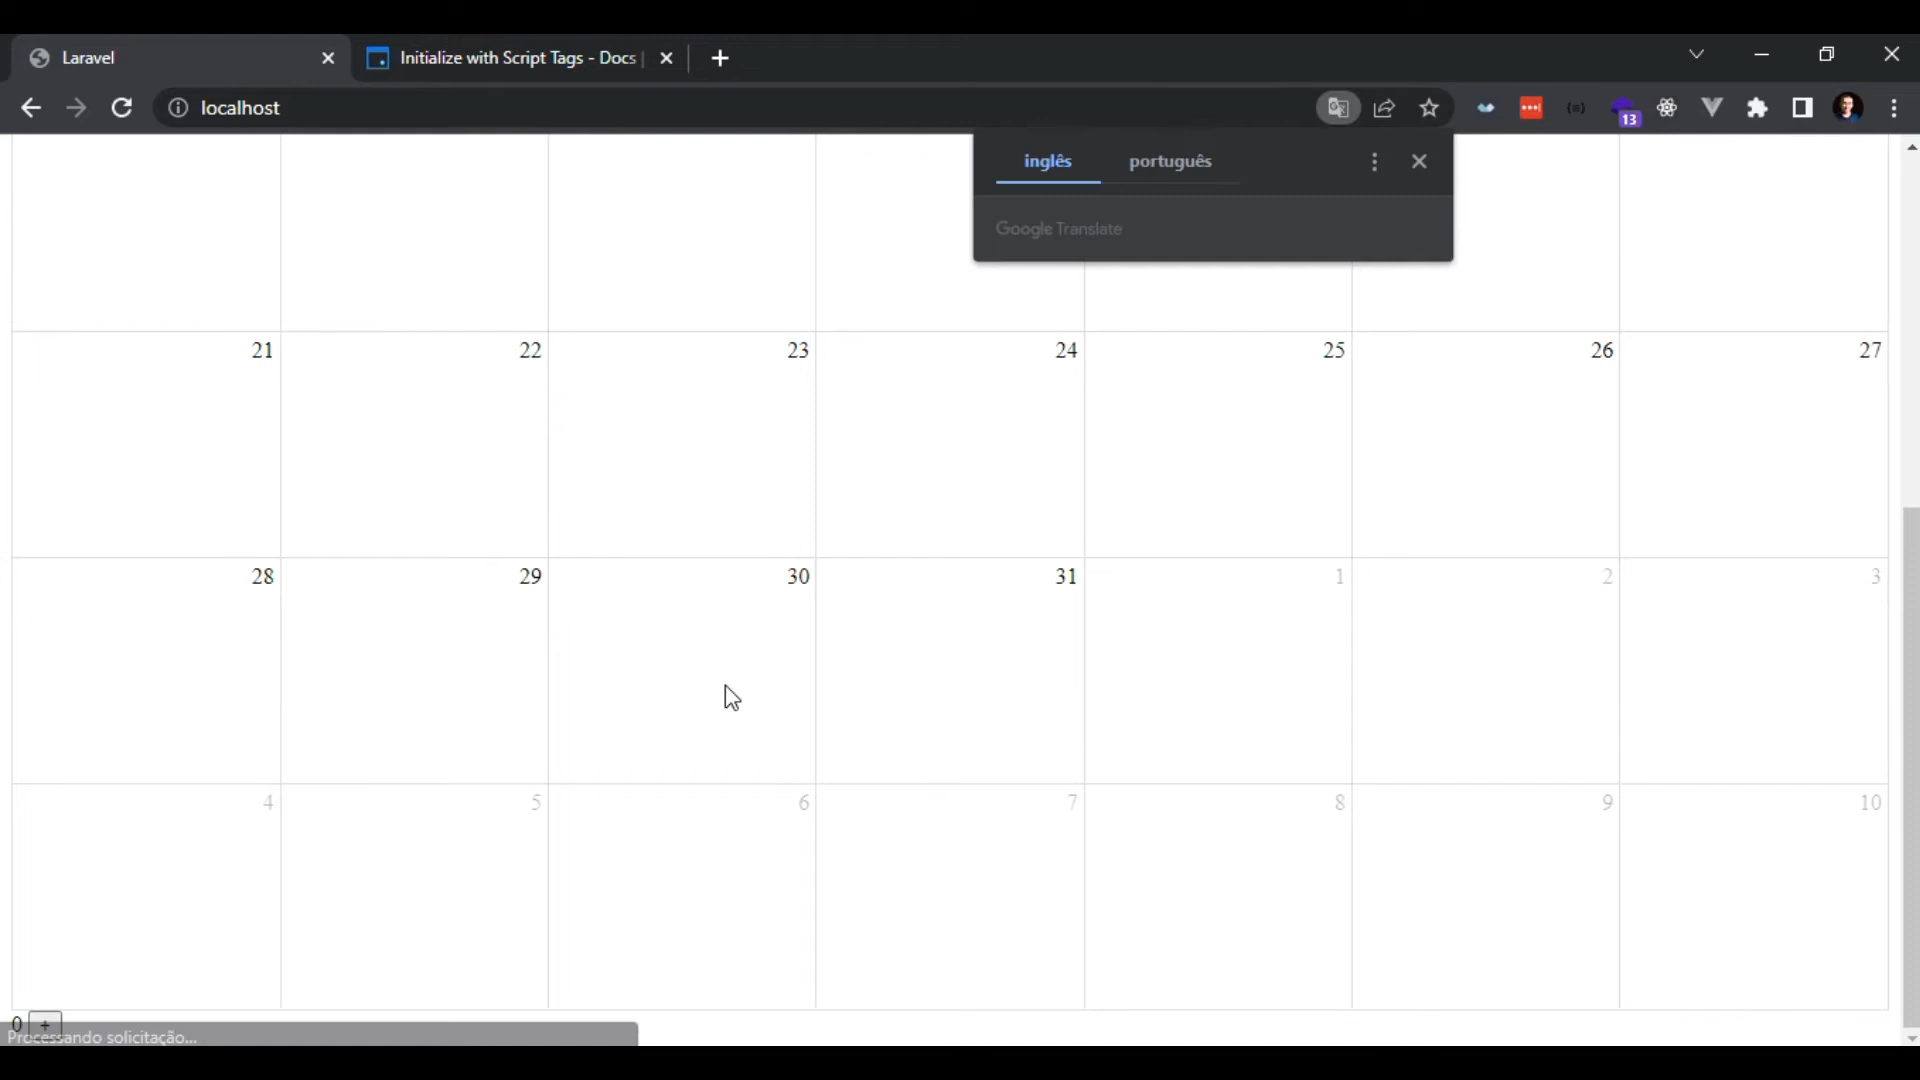 Laravel
Initialize with Script Tags - Docs
localhost
13
inglês português
Google Translate
21 22 23 24 25 26 27
28 29 30 31 1 2 3
4 5 6 7 8 9 10
0 +
Processando solicitação...